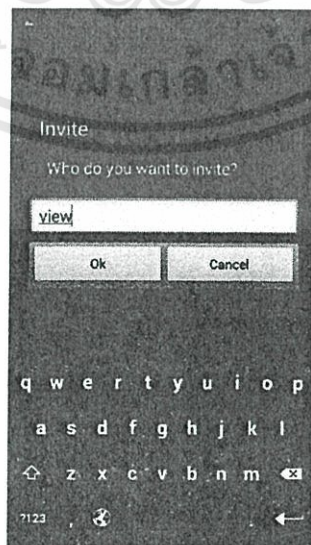 Invite
Who do you want to invite?
view
Ok Cancel
q w e r t y u i o p
a s d f g h j k l
z x c v b n m
?123 , .